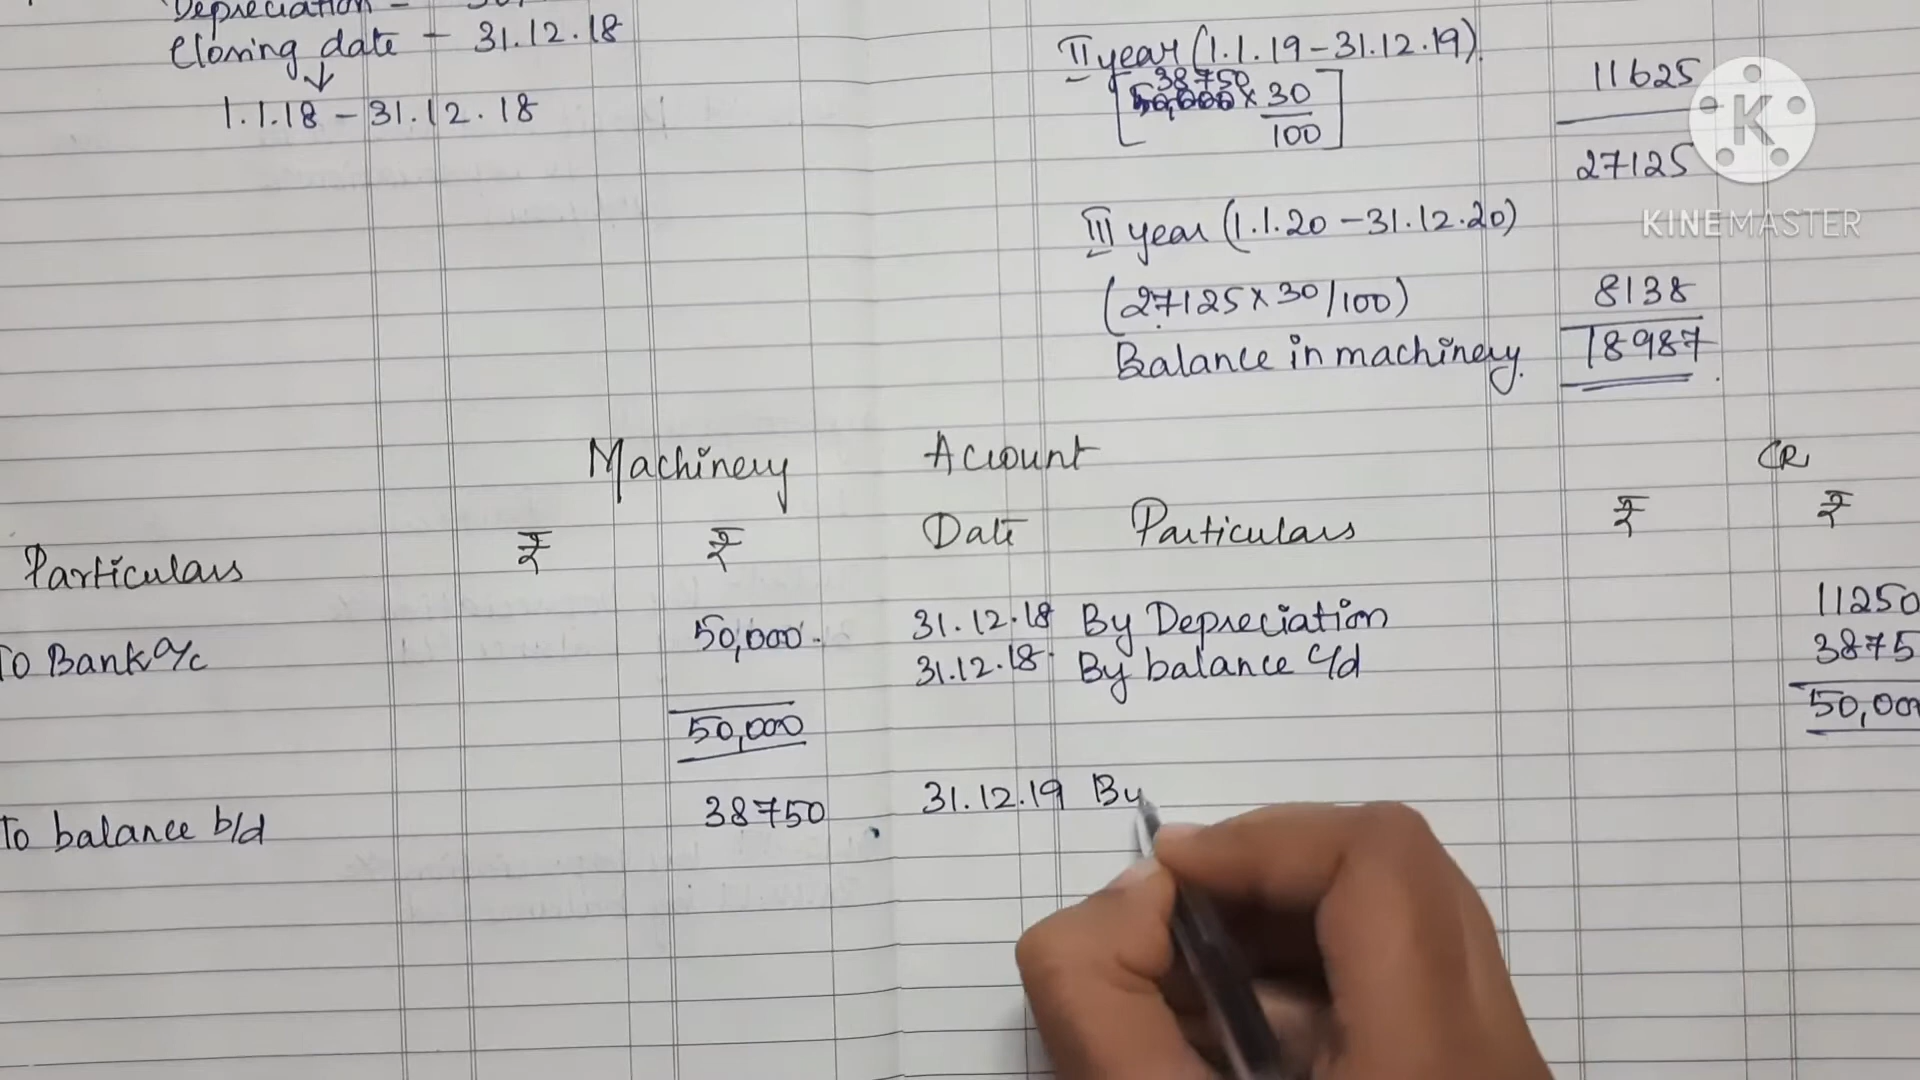 Depreciation -
Closing date - 31.12.18
1.1.18 - 31.12.18
II year (1.1.19 - 31.12.19)
38750
50,000 × 30
100
11625
27125
III year (1.1.20 - 31.12.20)
(27125 × 30/100)
8138
Balance in machinery.
18987
K
KINEMASTER
Machinery Account
CR
Particulars ₹ ₹ Date Particulars ₹ ₹
To Bank a/c 50,000. 31.12.18 By Depreciation 11250
31.12.18 By balance c/d 3875
50,000 50,00
To balance b/d 38750 31.12.19 By